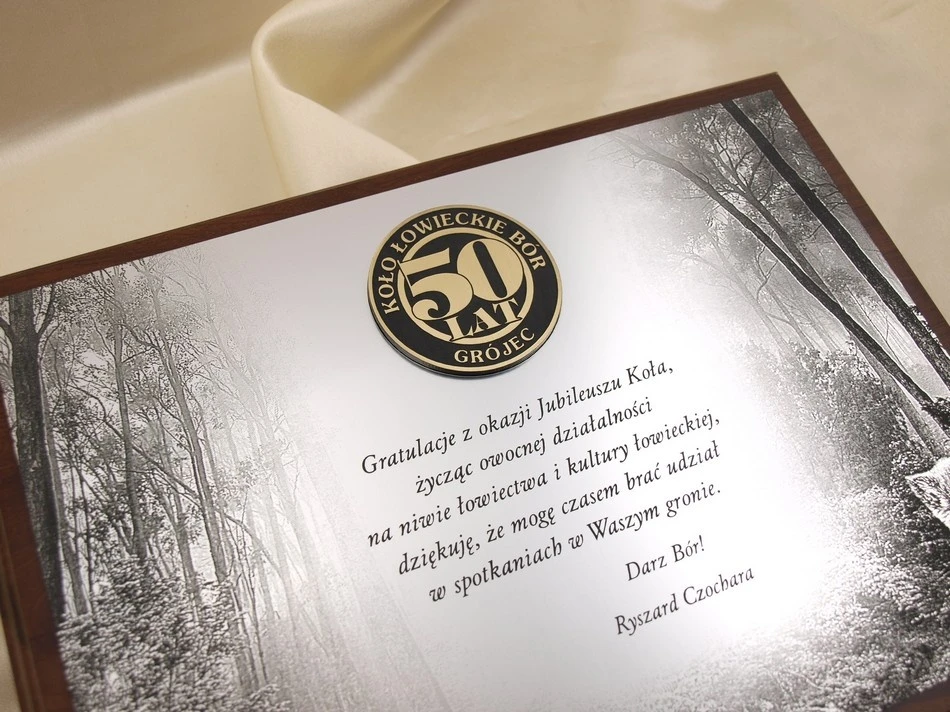 KOŁO ŁOWIECKIE BÓR
50
LAT
GRÓJEC
Gratulacje z okazji Jubileuszu Koła,
życząc owocnej działalności
na niwie łowiectwa i kultury łowieckiej,
dziękuję, że mogę czasem brać udział
w spotkaniach w Waszym gronie.
Darz Bór!
Ryszard Czochara